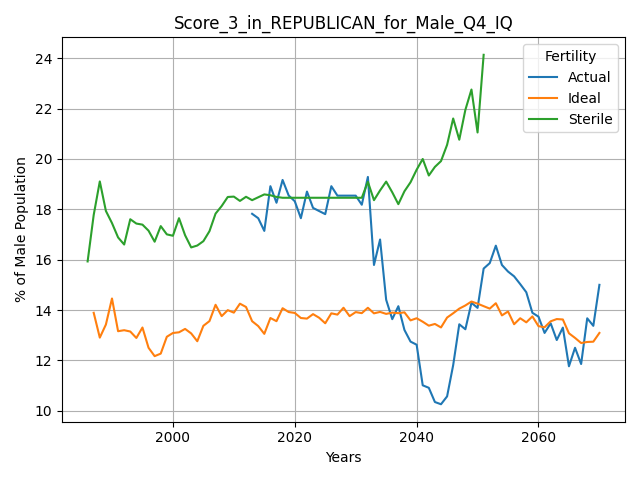 Score_3_in_REPUBLICAN_for_Male_Q4_IQ
Fertility
Actual
Ideal
Sterile
% of Male Population
24
22
20
18
16
14
12
10
2000
2020
2040
2060
Years